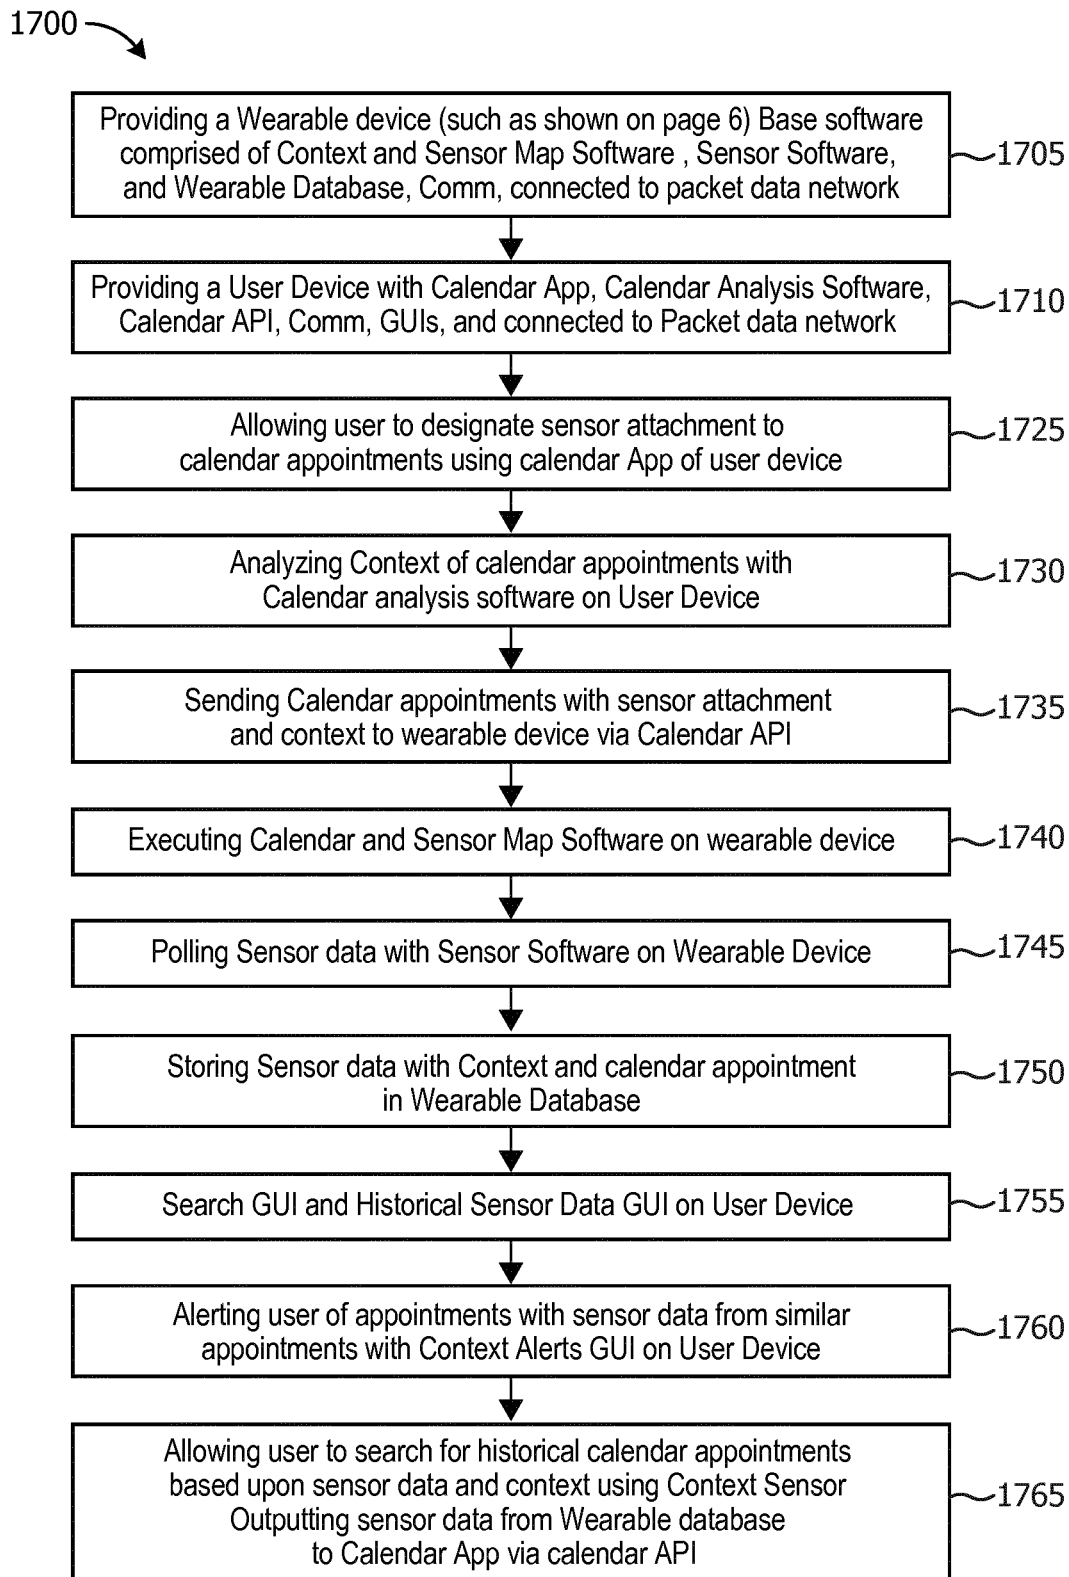 1700
Providing a Wearable device (such as shown on page 6) Base software
comprised of Context and Sensor Map Software , Sensor Software,
and Wearable Database, Comm, connected to packet data network
1705
Providing a User Device with Calendar App, Calendar Analysis Software,
Calendar API, Comm, GUIs, and connected to Packet data network
1710
Allowing user to designate sensor attachment to
calendar appointments using calendar App of user device
1725
Analyzing Context of calendar appointments with
Calendar analysis software on User Device
1730
Sending Calendar appointments with sensor attachment
and context to wearable device via Calendar API
1735
Executing Calendar and Sensor Map Software on wearable device
1740
Polling Sensor data with Sensor Software on Wearable Device
1745
Storing Sensor data with Context and calendar appointment
in Wearable Database
1750
Search GUI and Historical Sensor Data GUI on User Device
1755
Alerting user of appointments with sensor data from similar
appointments with Context Alerts GUI on User Device
1760
Allowing user to search for historical calendar appointments
based upon sensor data and context using Context Sensor
Outputting sensor data from Wearable database
to Calendar App via calendar API
1765